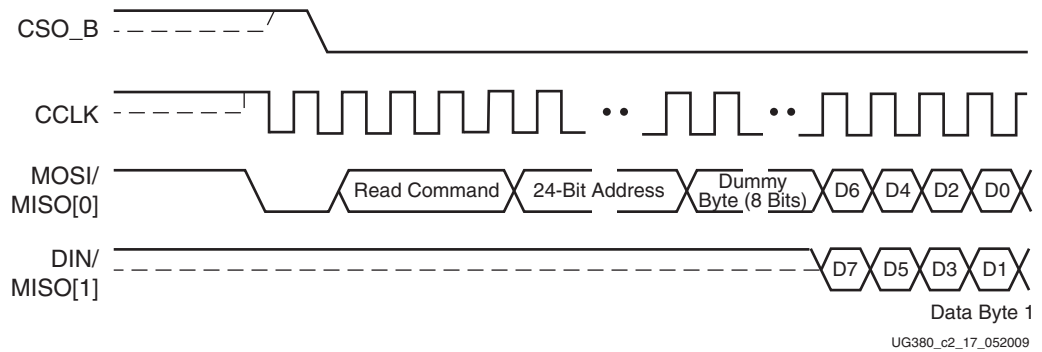 CSO_B
CCLK
MOSI/
MISO[0]
Read Command 24-Bit Address Dummy
Byte (8 Bits) D6 D4 D2 D0
DIN/
MISO[1]
D7 D5 D3 D1
Data Byte 1
UG380_c2_17_052009